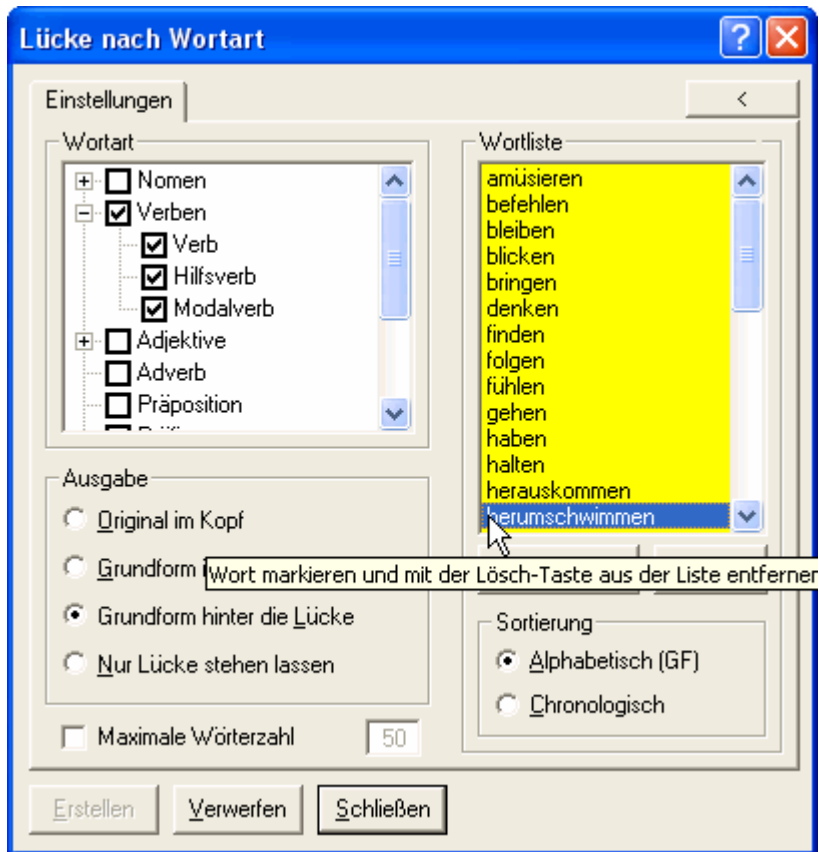 Lücke nach Wortart
Einstellungen
<
Wortart
Nomen
Verben
Verb
Hilfsverb
Modalverb
Adjektive
Adverb
Präposition
Ausgabe
Original im Kopf
Grundform
Grundform hinter die Lücke
Nur Lücke stehen lassen
Maximale Wörterzahl
50
Wortliste
amüsieren
befehlen
bleiben
blicken
bringen
denken
finden
folgen
fühlen
gehen
haben
halten
herauskommen
herumschwimmen
Wort markieren und mit der Lösch-Taste aus der Liste entfernen
Sortierung
Alphabetisch (GF)
Chronologisch
Erstellen
Verwerfen
Schließen